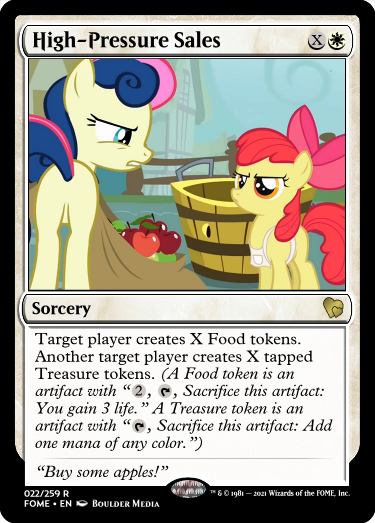 High-Pressure Sales X
Sorcery
Target player creates X Food tokens.
Another target player creates X tapped
Treasure tokens. (A Food token is an
artifact with “2, , Sacrifice this artifact:
You gain 3 life.” A Treasure token is an
artifact with “, Sacrifice this artifact: Add
one mana of any color.”)
“Buy some apples!”
022/259 R
FOME • EN Boulder Media
™ & © 1981 — 2021 Wizards of the FOME, Inc.